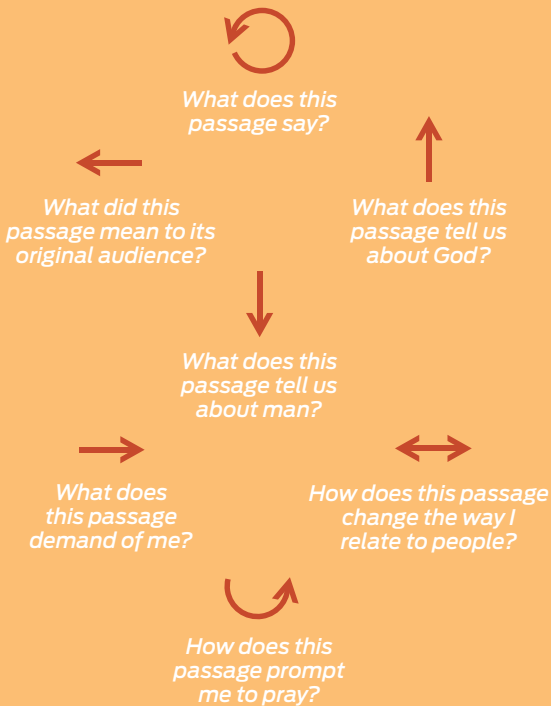 What does this
passage say?
What did this
passage mean to its
original audience?
What does this
passage tell us
about God?
What does this
passage tell us
about man?
What does
this passage
demand of me?
How does this passage
change the way I
relate to people?
How does this
passage prompt
me to pray?